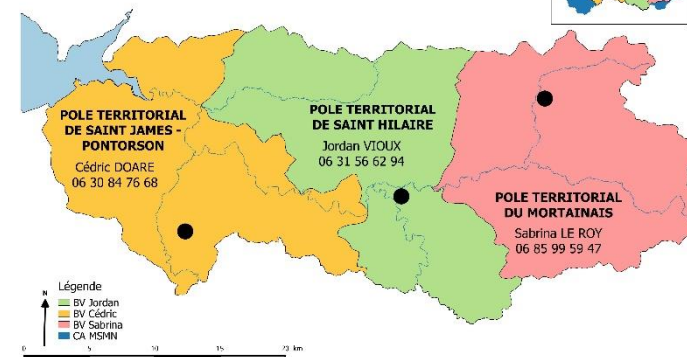 POLE TERRITORIAL
DE SAINT JAMES -
PONTORSON
Cédric DOARE
06 30 84 76 68
POLE TERRITORIAL
DE SAINT HILAIRE
Jordan VIOUX
06 31 56 62 94
POLE TERRITORIAL
DU MORTAINAIS
Sabrina LE ROY
06 85 99 59 47
Légende
BV Jordan
BV Cédric
BV Sabrina
CA MSMN
N
0 5 10 15 20 km